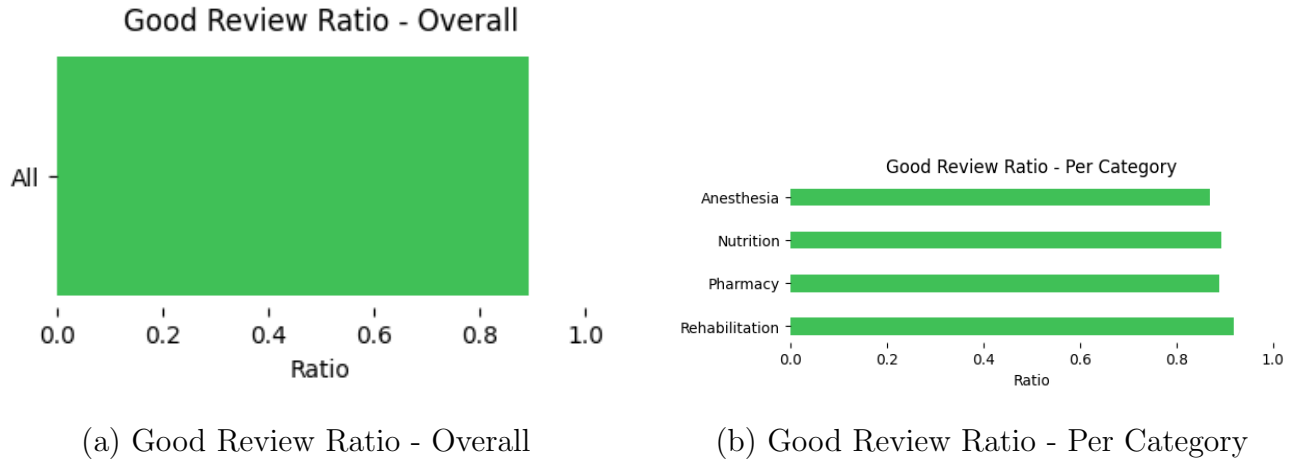 Good Review Ratio - Overall
All
0.0 0.2 0.4 0.6 0.8 1.0
Ratio
(a) Good Review Ratio - Overall
Good Review Ratio - Per Category
Anesthesia
Nutrition
Pharmacy
Rehabilitation
0.0 0.2 0.4 0.6 0.8 1.0
Ratio
(b) Good Review Ratio - Per Category